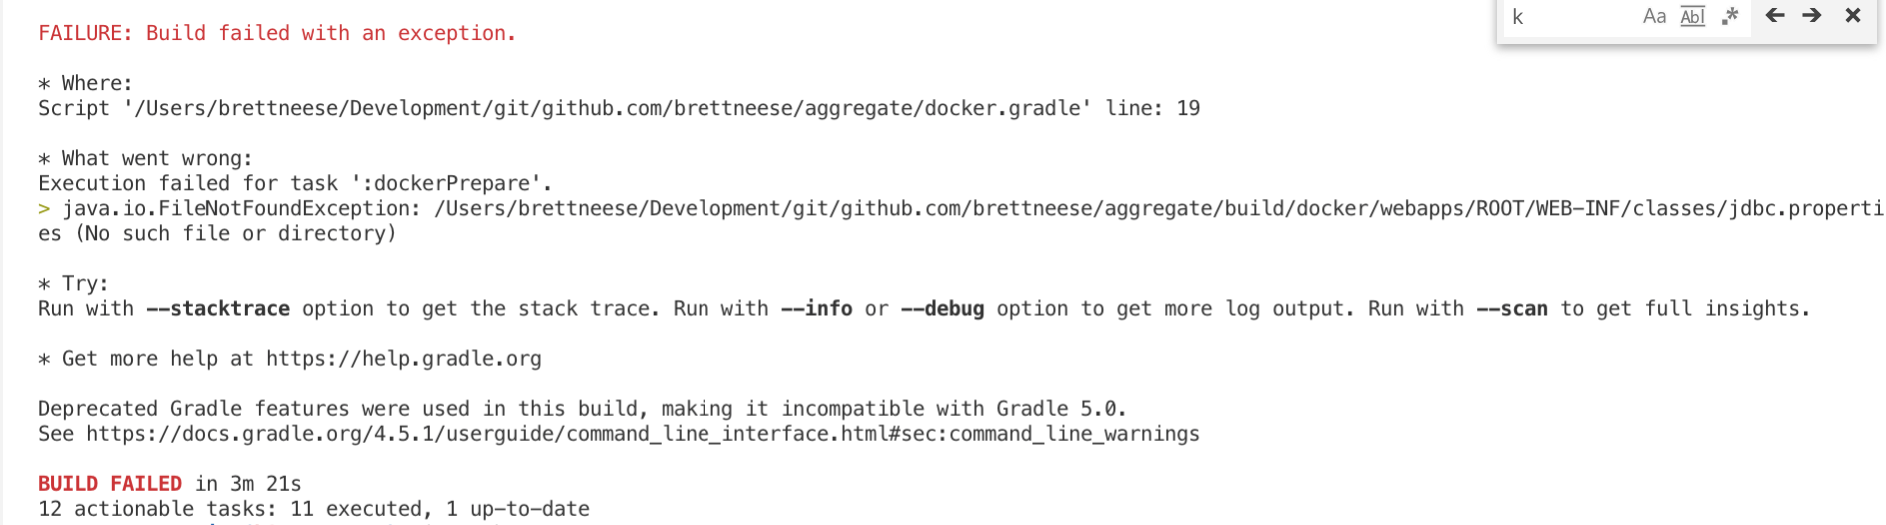 k Aa Abl .*
FAILURE: Build failed with an exception.
* Where:
Script '/Users/brettneese/Development/git/github.com/brettneese/aggregate/docker.gradle' line: 19
* What went wrong:
Execution failed for task ':dockerPrepare'.
> java.io.FileNotFoundException: /Users/brettneese/Development/git/github.com/brettneese/aggregate/build/docker/webapps/ROOT/WEB-INF/classes/jdbc.properti
es (No such file or directory)
* Try:
Run with --stacktrace option to get the stack trace. Run with --info or --debug option to get more log output. Run with --scan to get full insights.
* Get more help at https://help.gradle.org
Deprecated Gradle features were used in this build, making it incompatible with Gradle 5.0.
See https://docs.gradle.org/4.5.1/userguide/command_line_interface.html#sec:command_line_warnings
BUILD FAILED in 3m 21s
12 actionable tasks: 11 executed, 1 up-to-date